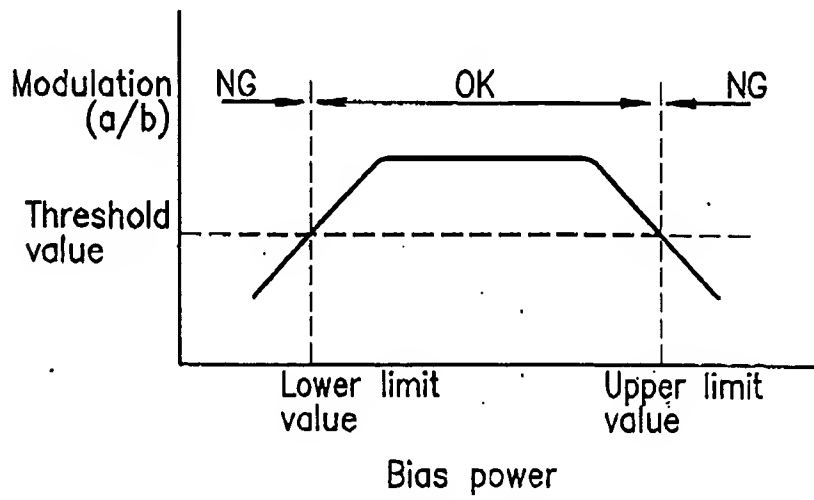 Modulation
(a/b)
NG
OK
NG
Threshold
value
Lower limit
value
Upper limit
value
Bias power